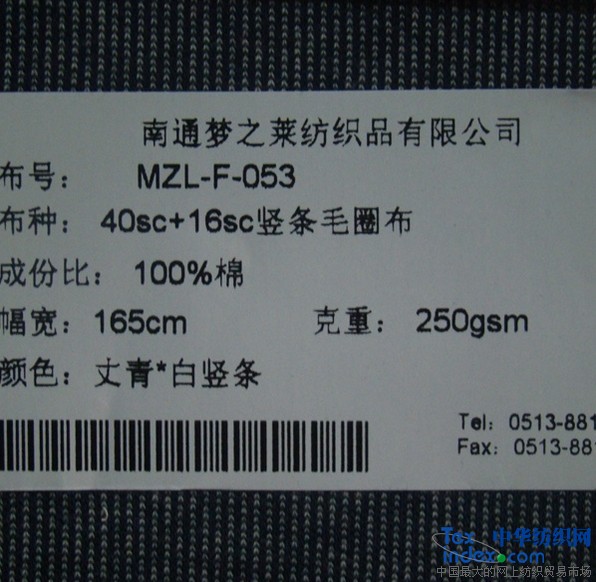 南通梦之莱纺织品有限公司
布号： MZL-F-053
布种： 40sc+16sc竖条毛圈布
成份比： 100%棉
幅宽：165cm 克重： 250gsm
颜色：丈青*白竖条
Tel: 0513-881
Fax: 0513-881
Tex 中华纺织网
index.com
中国最大的网上纺织贸易市场